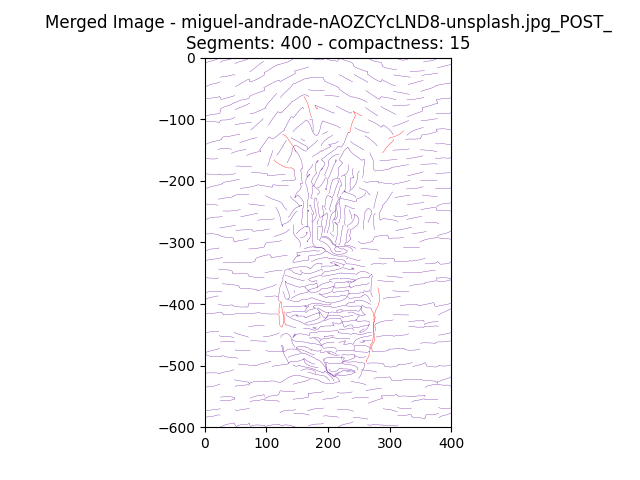 Merged Image - miguel-andrade-nAOZCYcLND8-unsplash.jpg_POST_
Segments: 400 - compactness: 15
0
−100
−200
−300
−400
−500
−600
0 100 200 300 400